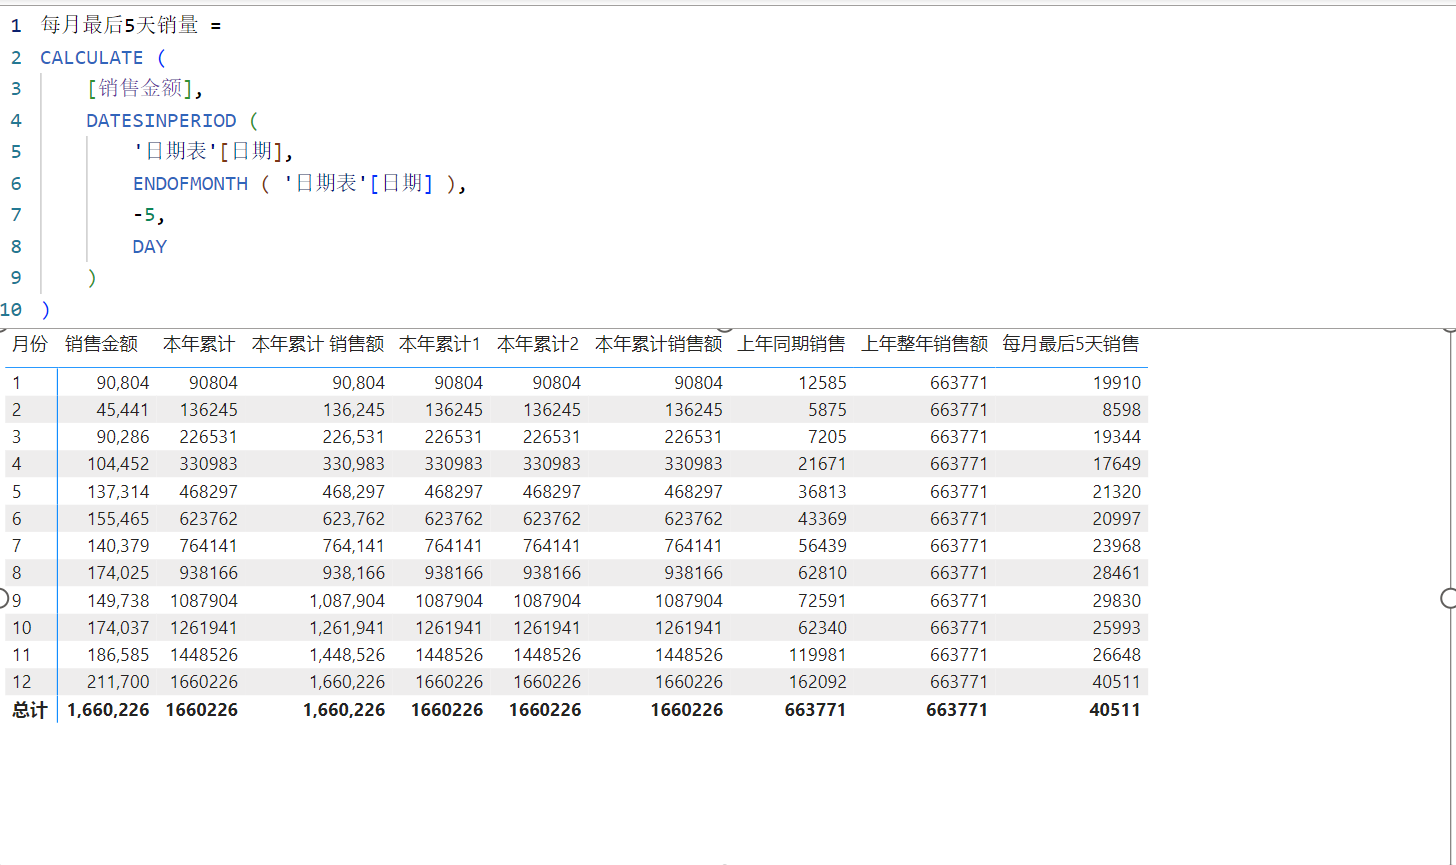 1 每月最后5天销量 =
2 CALCULATE (
3 [销售金额],
4 DATESINPERIOD (
5 '日期表'[日期],
6 ENDOFMONTH ( '日期表'[日期] ),
7 -5,
8 DAY
9 )
10 )
月份 销售金额 本年累计 本年累计 销售额 本年累计1 本年累计2 本年累计销售额 上年同期销售 上年整年销售额 每月最后5天销售
1 90,804 90804 90,804 90804 90804 90804 12585 663771 19910
2 45,441 136245 136,245 136245 136245 136245 5875 663771 8598
3 90,286 226531 226,531 226531 226531 226531 7205 663771 19344
4 104,452 330983 330,983 330983 330983 330983 21671 663771 17649
5 137,314 468297 468,297 468297 468297 468297 36813 663771 21320
6 155,465 623762 623,762 623762 623762 623762 43369 663771 20997
7 140,379 764141 764,141 764141 764141 764141 56439 663771 23968
8 174,025 938166 938,166 938166 938166 938166 62810 663771 28461
9 149,738 1087904 1,087,904 1087904 1087904 1087904 72591 663771 29830
10 174,037 1261941 1,261,941 1261941 1261941 1261941 62340 663771 25993
11 186,585 1448526 1,448,526 1448526 1448526 1448526 119981 663771 26648
12 211,700 1660226 1,660,226 1660226 1660226 1660226 162092 663771 40511
总计 1,660,226 1660226 1,660,226 1660226 1660226 1660226 663771 663771 40511